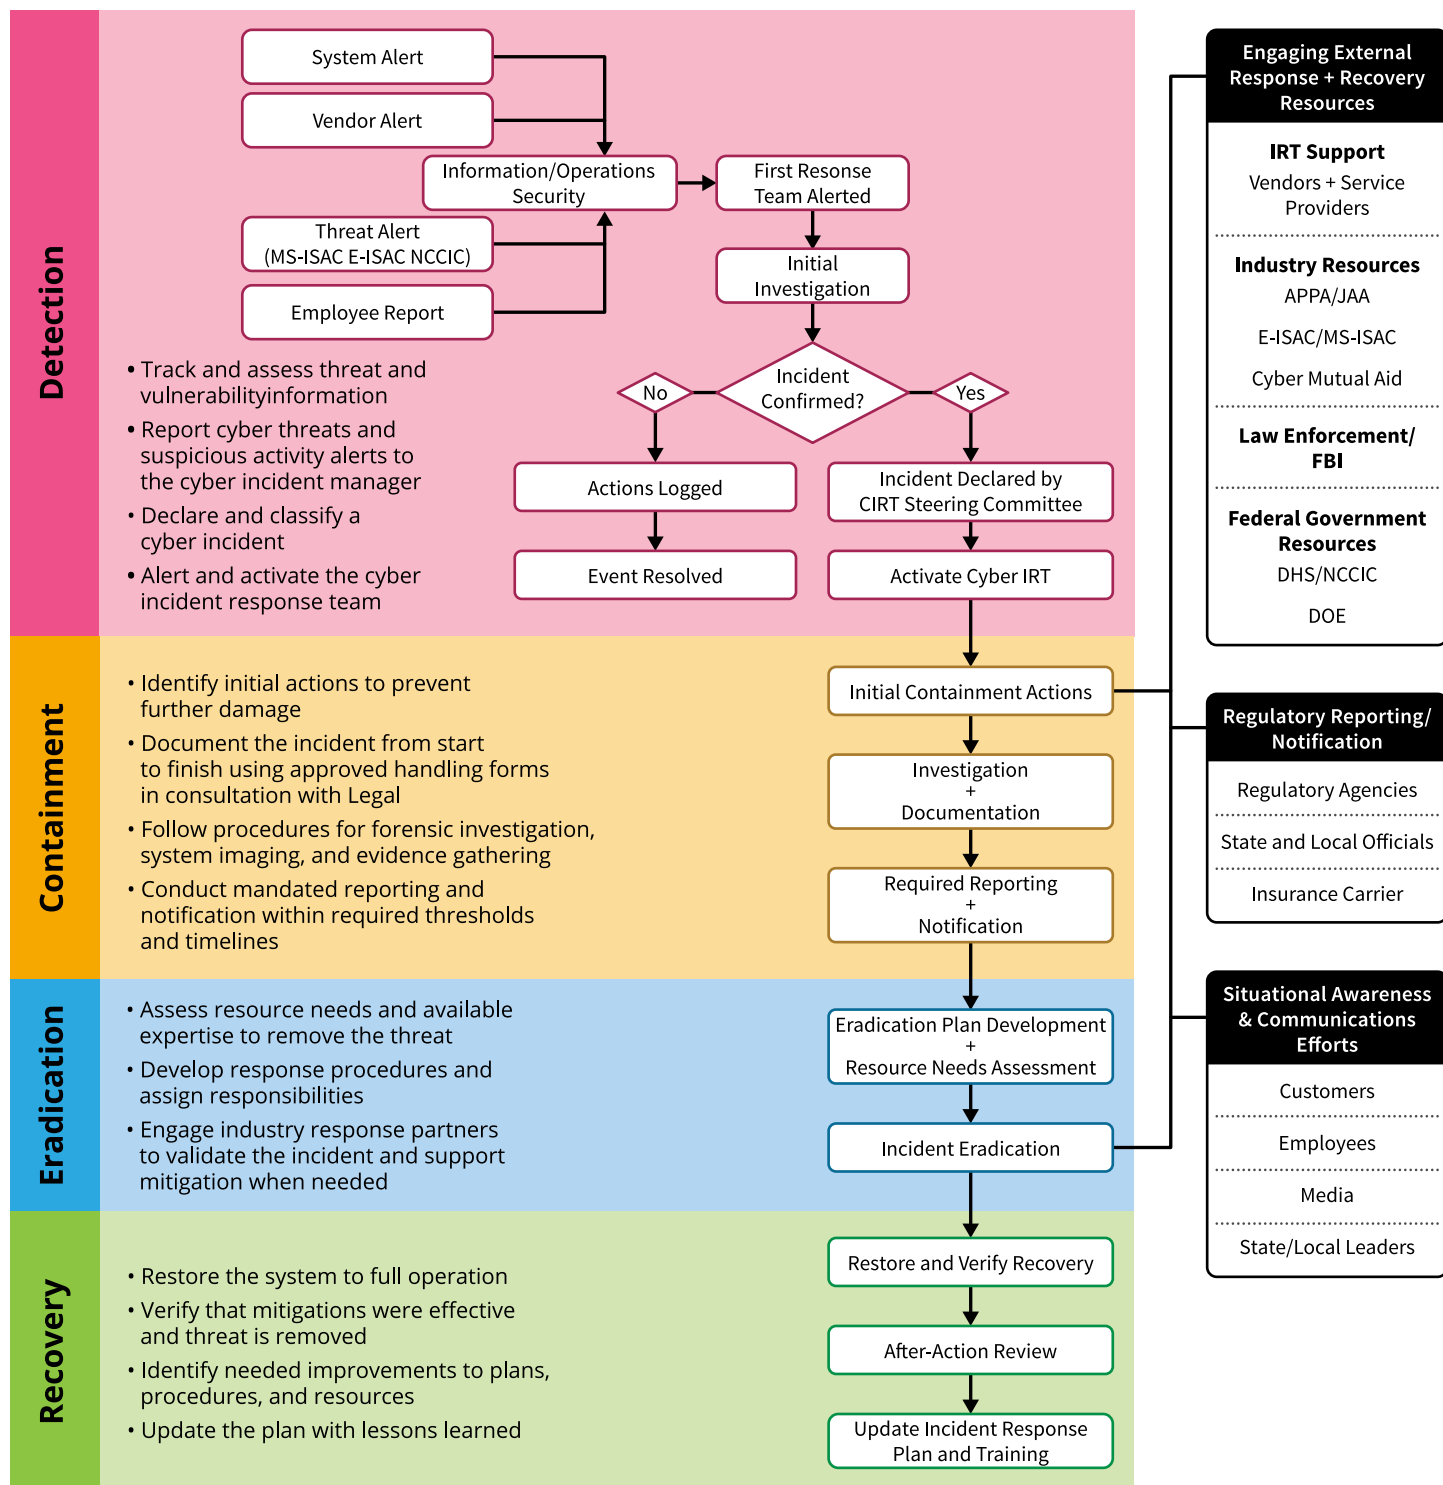 Detection
System Alert
Vendor Alert
Information/Operations
Security
First Resonse
Team Alerted
Threat Alert
(MS-ISAC E-ISAC NCCIC)
Initial
Investigation
Employee Report
• Track and assess threat and
vulnerabilityinformation
• Report cyber threats and
suspicious activity alerts to
the cyber incident manager
• Declare and classify a
cyber incident
• Alert and activate the cyber
incident response team
Incident
Confirmed?
No
Yes
Actions Logged
Event Resolved
Incident Declared by
CIRT Steering Committee
Activate Cyber IRT
Containment
• Identify initial actions to prevent
further damage
• Document the incident from start
to finish using approved handling forms
in consultation with Legal
• Follow procedures for forensic investigation,
system imaging, and evidence gathering
• Conduct mandated reporting and
notification within required thresholds
and timelines
Initial Containment Actions
Investigation
+
Documentation
Required Reporting
+
Notification
Eradication
• Assess resource needs and available
expertise to remove the threat
• Develop response procedures and
assign responsibilities
• Engage industry response partners
to validate the incident and support
mitigation when needed
Eradication Plan Development
+
Resource Needs Assessment
Incident Eradication
Recovery
• Restore the system to full operation
• Verify that mitigations were effective
and threat is removed
• Identify needed improvements to plans,
procedures, and resources
• Update the plan with lessons learned
Restore and Verify Recovery
After-Action Review
Update Incident Response
Plan and Training
Engaging External
Response + Recovery
Resources
IRT Support
Vendors + Service
Providers
Industry Resources
APPA/JAA
E-ISAC/MS-ISAC
Cyber Mutual Aid
Law Enforcement/
FBI
Federal Government
Resources
DHS/NCCIC
DOE
Regulatory Reporting/
Notification
Regulatory Agencies
State and Local Officials
Insurance Carrier
Situational Awareness
& Communications
Efforts
Customers
Employees
Media
State/Local Leaders